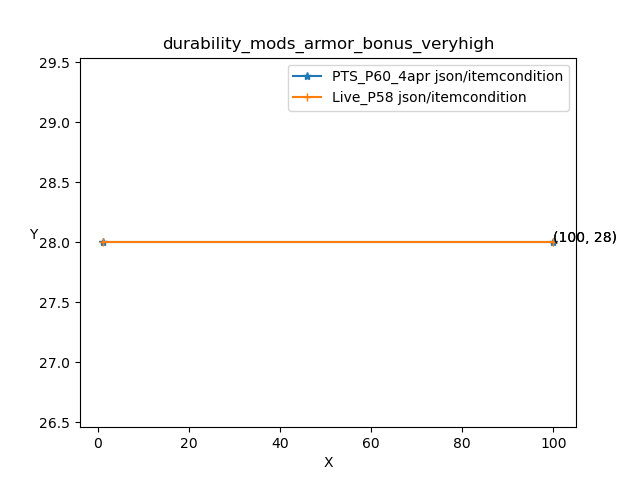 durability_mods_armor_bonus_veryhigh
PTS_P60_4apr json/itemcondition
Live_P58 json/itemcondition
29.5
29.0
28.5
Y
28.0
(100, 28)
27.5
27.0
26.5
0 20 40 60 80 100
X